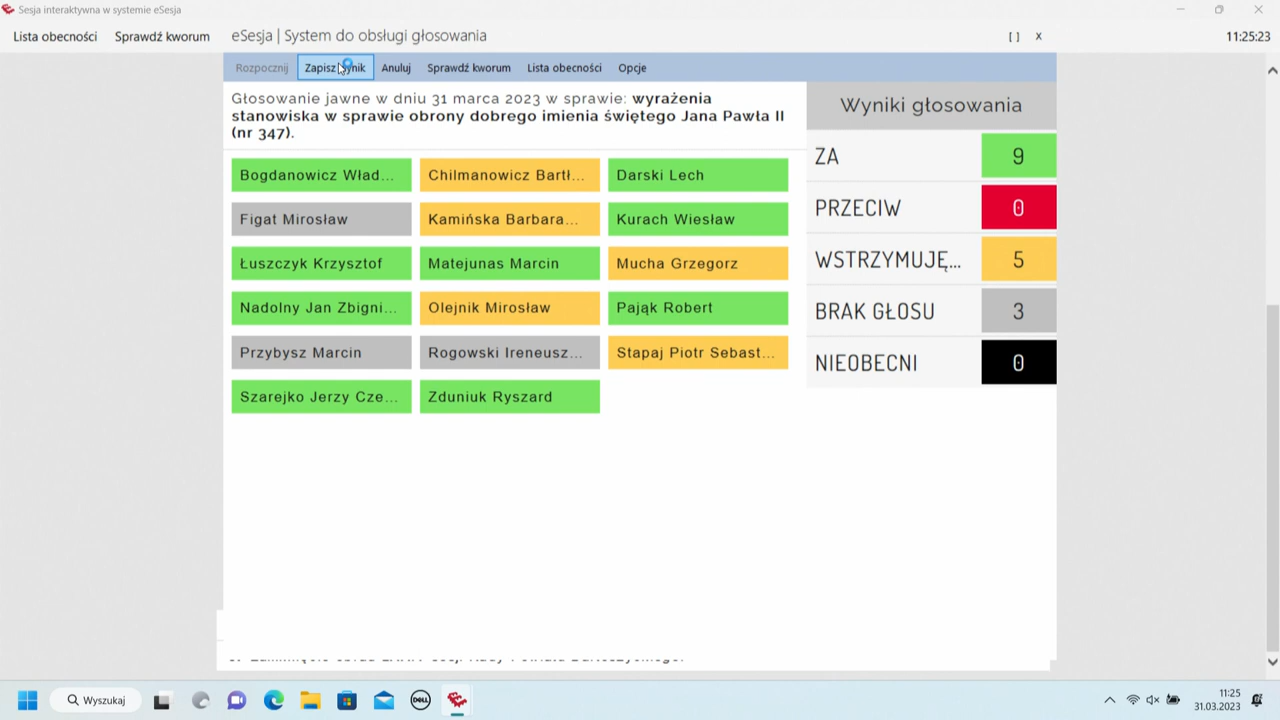 Sesja interaktywna w systemie eSesja
Lista obecności Sprawdź kworum eSesja | System do obsługi głosowania [ ] x 11:25:23
Rozpocznij Zapisz wynik Anuluj Sprawdź kworum Lista obecności Opcje
Głosowanie jawne w dniu 31 marca 2023 w sprawie: wyrażenia
stanowiska w sprawie obrony dobrego imienia świętego Jana Pawła II
(nr 347).
Wyniki głosowania
ZA 9
PRZECIW 0
WSTRZYMUJĘ... 5
BRAK GŁOSU 3
NIEOBECNI 0
Bogdanowicz Wład... Chilmanowicz Bartł... Darski Lech
Figat Mirosław Kamińska Barbara... Kurach Wiesław
Łuszczyk Krzysztof Matejunas Marcin Mucha Grzegorz
Nadolny Jan Zbigni... Olejnik Mirosław Pająk Robert
Przybysz Marcin Rogowski Ireneusz... Stapaj Piotr Sebast...
Szarejko Jerzy Cze... Zduniuk Ryszard
Wyszukaj DELL 11:25
31.03.2023